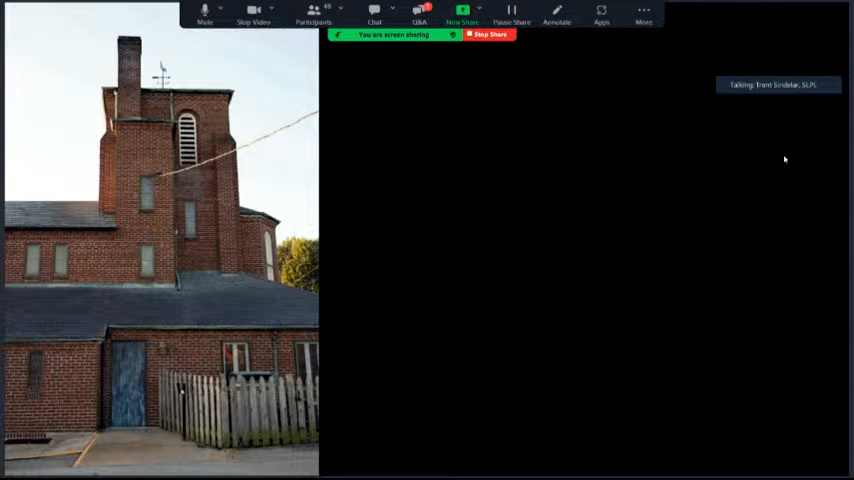 48
1
Mute
Stop Video
Participants
Chat
Q&A
New Share
Pause Share
Annotate
Apps
More
You are screen sharing
Stop Share
Talking: Trent Sindelar, SLPL